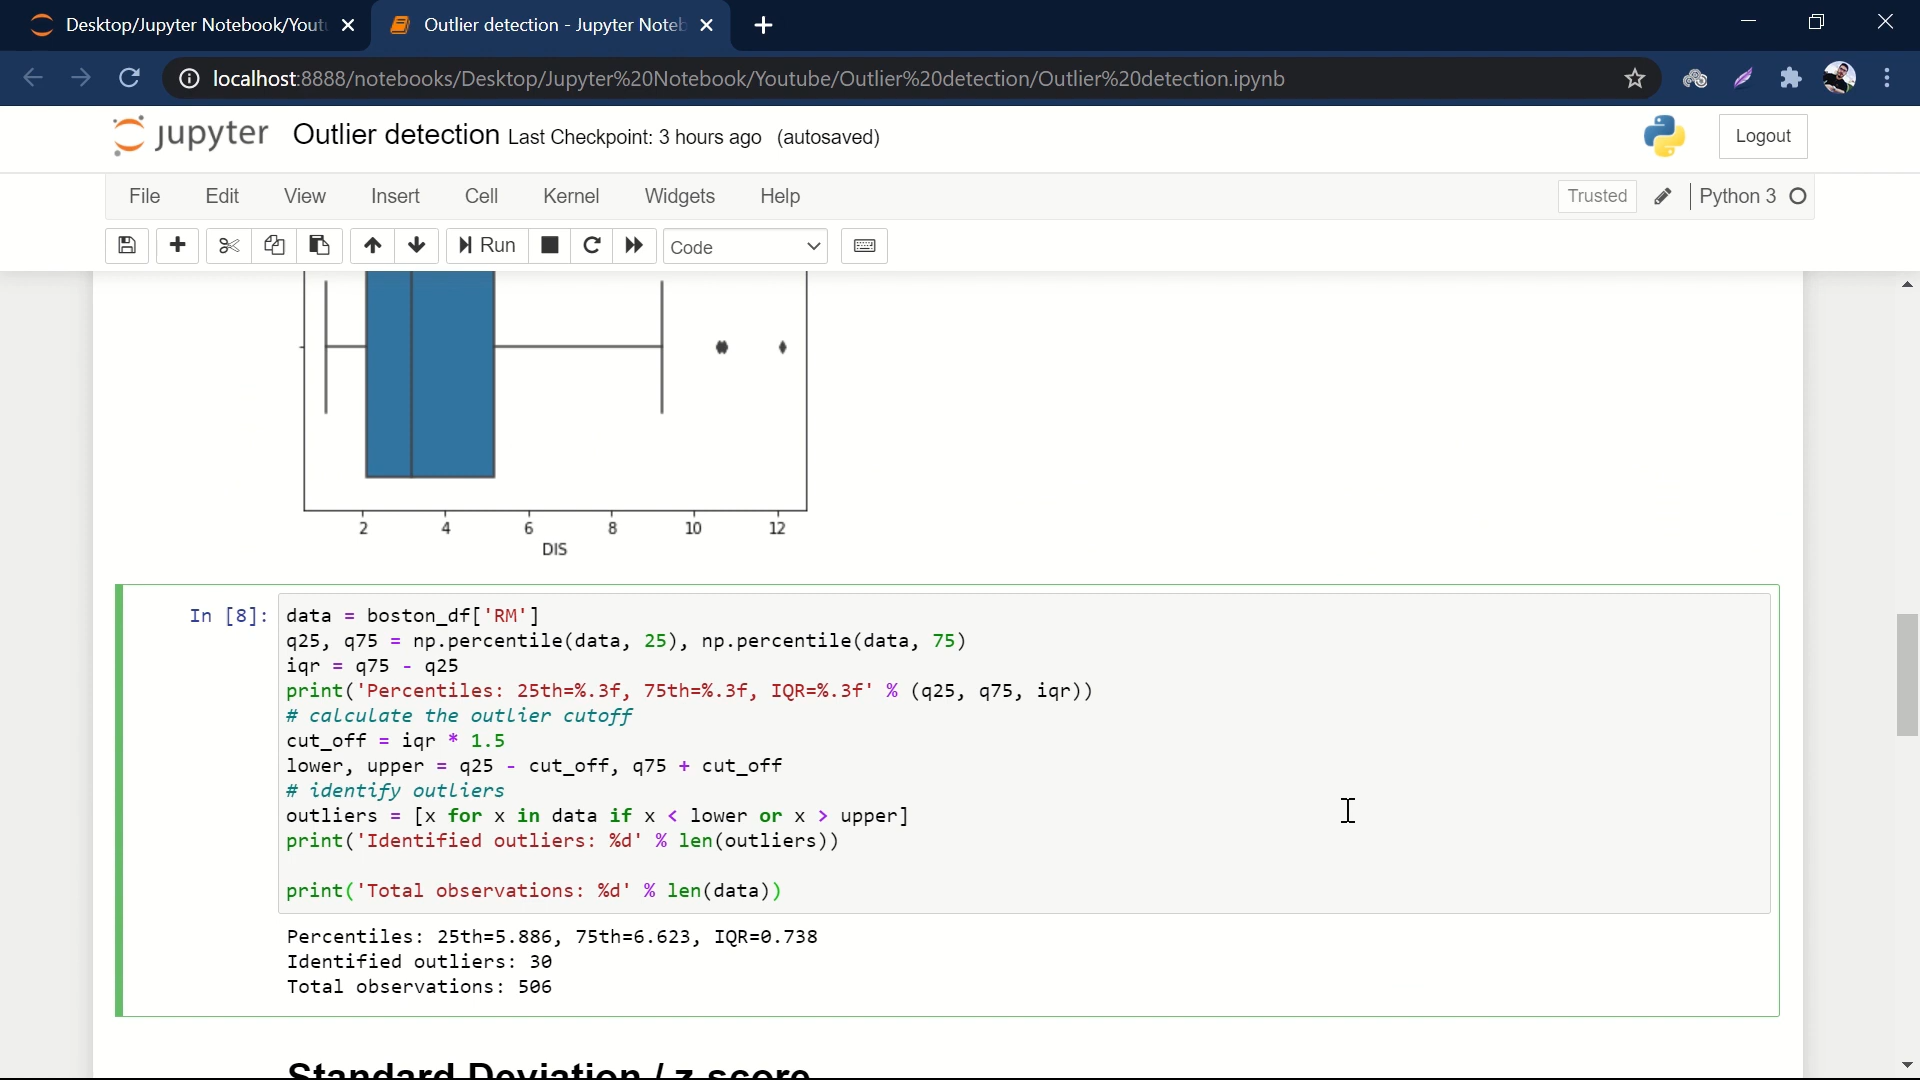 Desktop/Jupyter Notebook/Yout
Outlier detection - Jupyter Noteb
localhost:8888/notebooks/Desktop/Jupyter%20Notebook/Youtube/Outlier%20detection/Outlier%20detection.ipynb
jupyter Outlier detection Last Checkpoint: 3 hours ago (autosaved)
Logout
File Edit View Insert Cell Kernel Widgets Help
Trusted
Python 3
Run
Code
2 4 6 8 10 12
DIS
In [8]:
data = boston_df['RM']
q25, q75 = np.percentile(data, 25), np.percentile(data, 75)
iqr = q75 - q25
print('Percentiles: 25th=%.3f, 75th=%.3f, IQR=%.3f' % (q25, q75, iqr))
# calculate the outlier cutoff
cut_off = iqr * 1.5
lower, upper = q25 - cut_off, q75 + cut_off
# identify outliers
outliers = [x for x in data if x < lower or x > upper]
print('Identified outliers: %d' % len(outliers))
print('Total observations: %d' % len(data))
Percentiles: 25th=5.886, 75th=6.623, IQR=0.738
Identified outliers: 30
Total observations: 506
Standard Deviation / z score